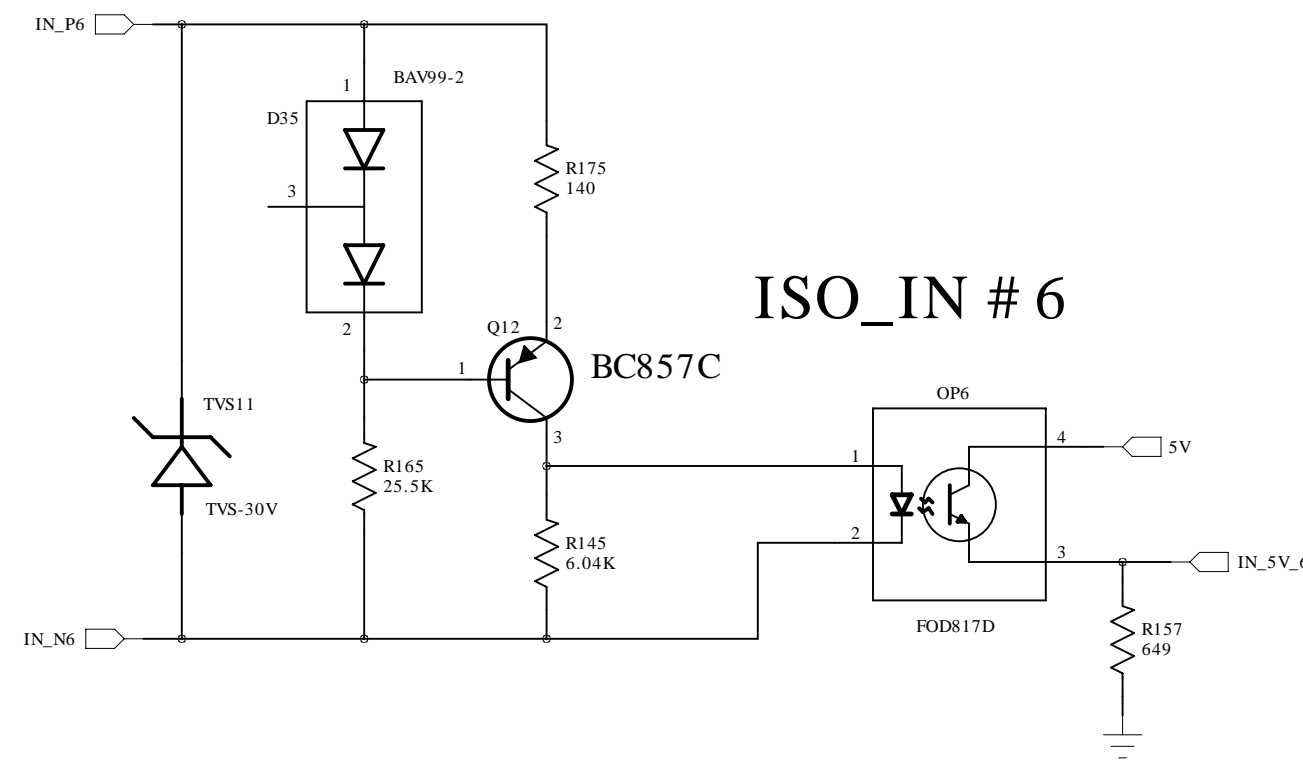 IN_P6
1
BAV99-2
D35
3
R175
140
ISO_IN # 6
2
Q12
2
BC857C
1
TVS11
OP6
3
4
5V
1
R165
25.5K
TVS-30V
2
R145
6.04K
3
IN_5V_6
FOD817D
IN_N6
R157
649